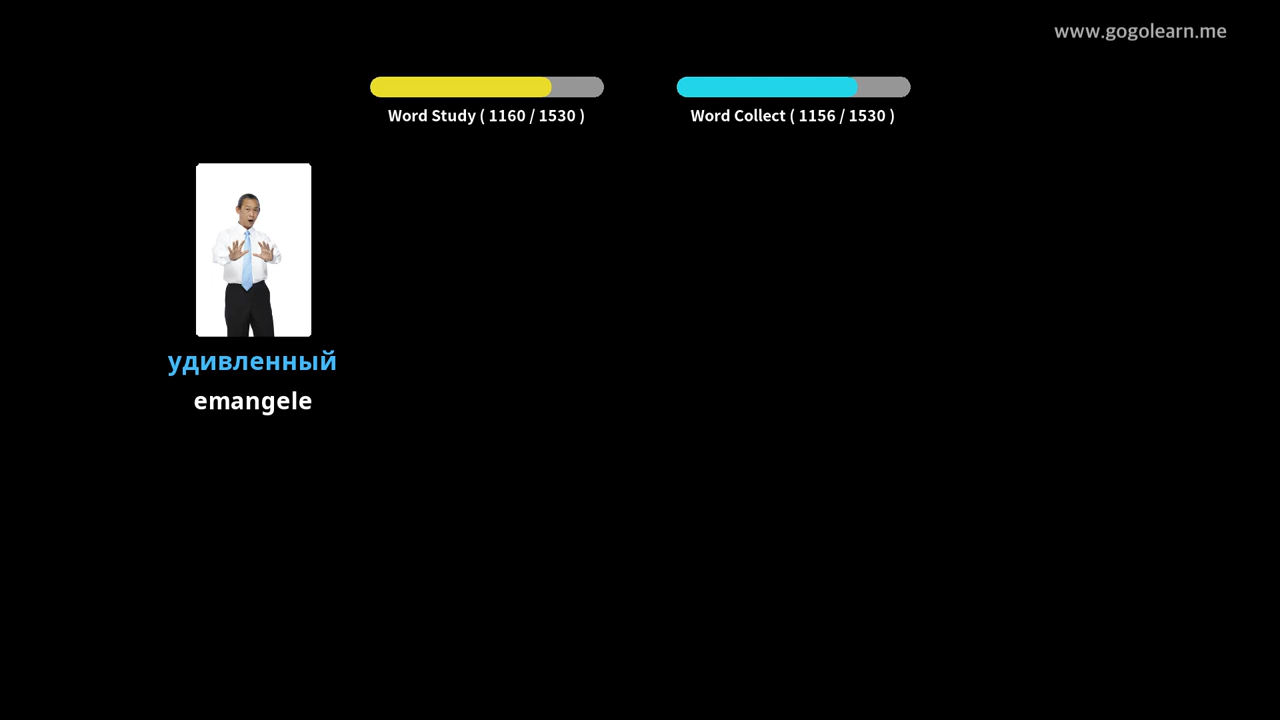 www.gogolearn.me
Word Study ( 1160 / 1530 )
Word Collect ( 1156 / 1530 )
удивленный
emangele